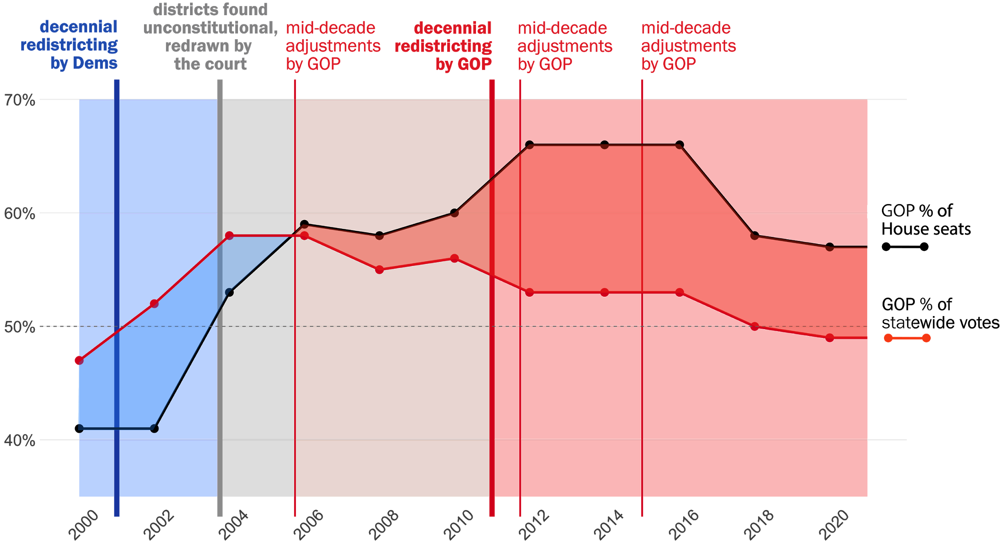 decennial
redistricting
by Dems
districts found
unconstitutional,
redrawn by
the court
mid-decade
adjustments
by GOP
decennial
redistricting
by GOP
mid-decade
adjustments
by GOP
mid-decade
adjustments
by GOP
70%
60%
50%
40%
GOP % of
House seats
GOP % of
statewide votes
2000
2002
2004
2006
2008
2010
2012
2014
2016
2018
2020